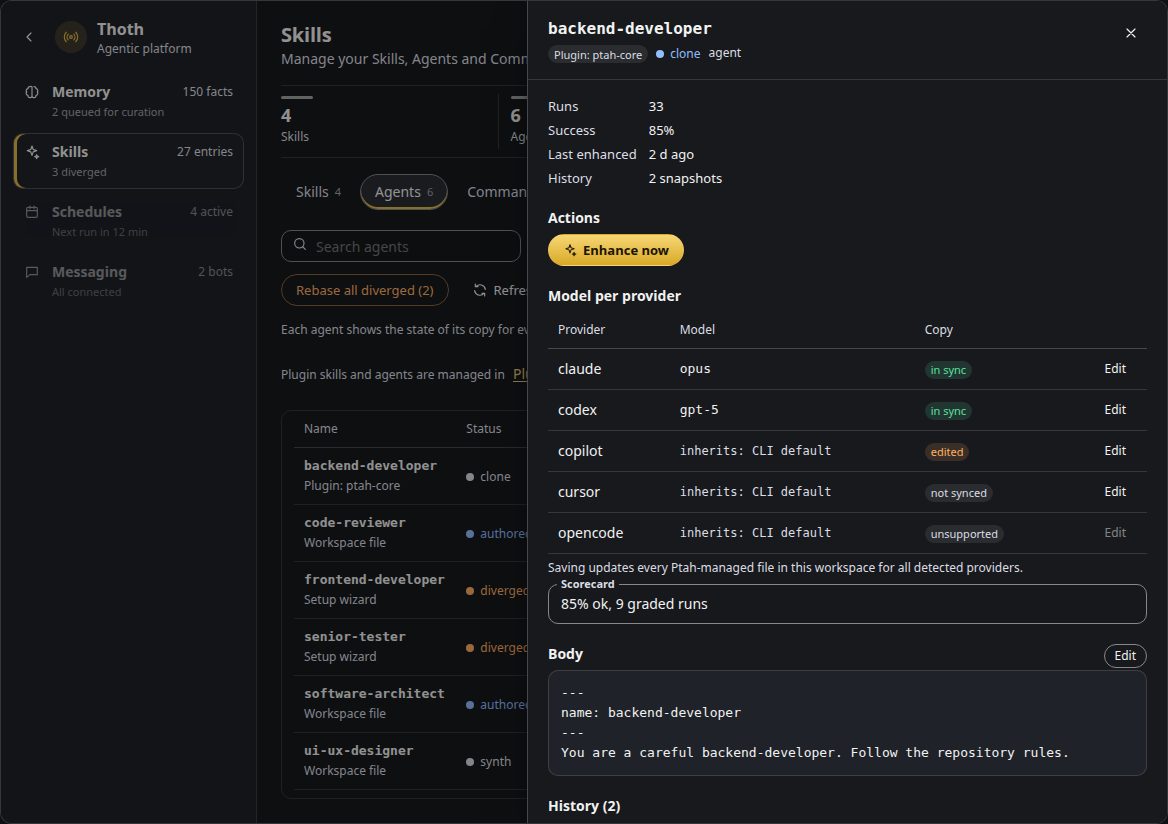 Thoth
Agentic platform
Memory 150 facts
2 queued for curation
Skills 27 entries
3 diverged
Schedules 4 active
Next run in 12 min
Messaging 2 bots
All connected
Skills
Manage your Skills, Agents and Comm
4
Skills
6
Age
Skills 4
Agents 6
Comman
Search agents
Rebase all diverged (2)
Refres
Each agent shows the state of its copy for ev
Plugin skills and agents are managed in Plu
Name Status
backend-developer
Plugin: ptah-core
clone
code-reviewer
Workspace file
authored
frontend-developer
Setup wizard
diverged
senior-tester
Setup wizard
diverged
software-architect
Workspace file
authored
ui-ux-designer
Workspace file
synth
backend-developer
Plugin: ptah-core clone agent
Runs 33
Success 85%
Last enhanced 2 d ago
History 2 snapshots
Actions
Enhance now
Model per provider
Provider Model Copy
claude opus in sync Edit
codex gpt-5 in sync Edit
copilot inherits: CLI default edited Edit
cursor inherits: CLI default not synced Edit
opencode inherits: CLI default unsupported Edit
Saving updates every Ptah-managed file in this workspace for all detected providers.
Scorecard
85% ok, 9 graded runs
Body Edit
---
name: backend-developer
---
You are a careful backend-developer. Follow the repository rules.
History (2)